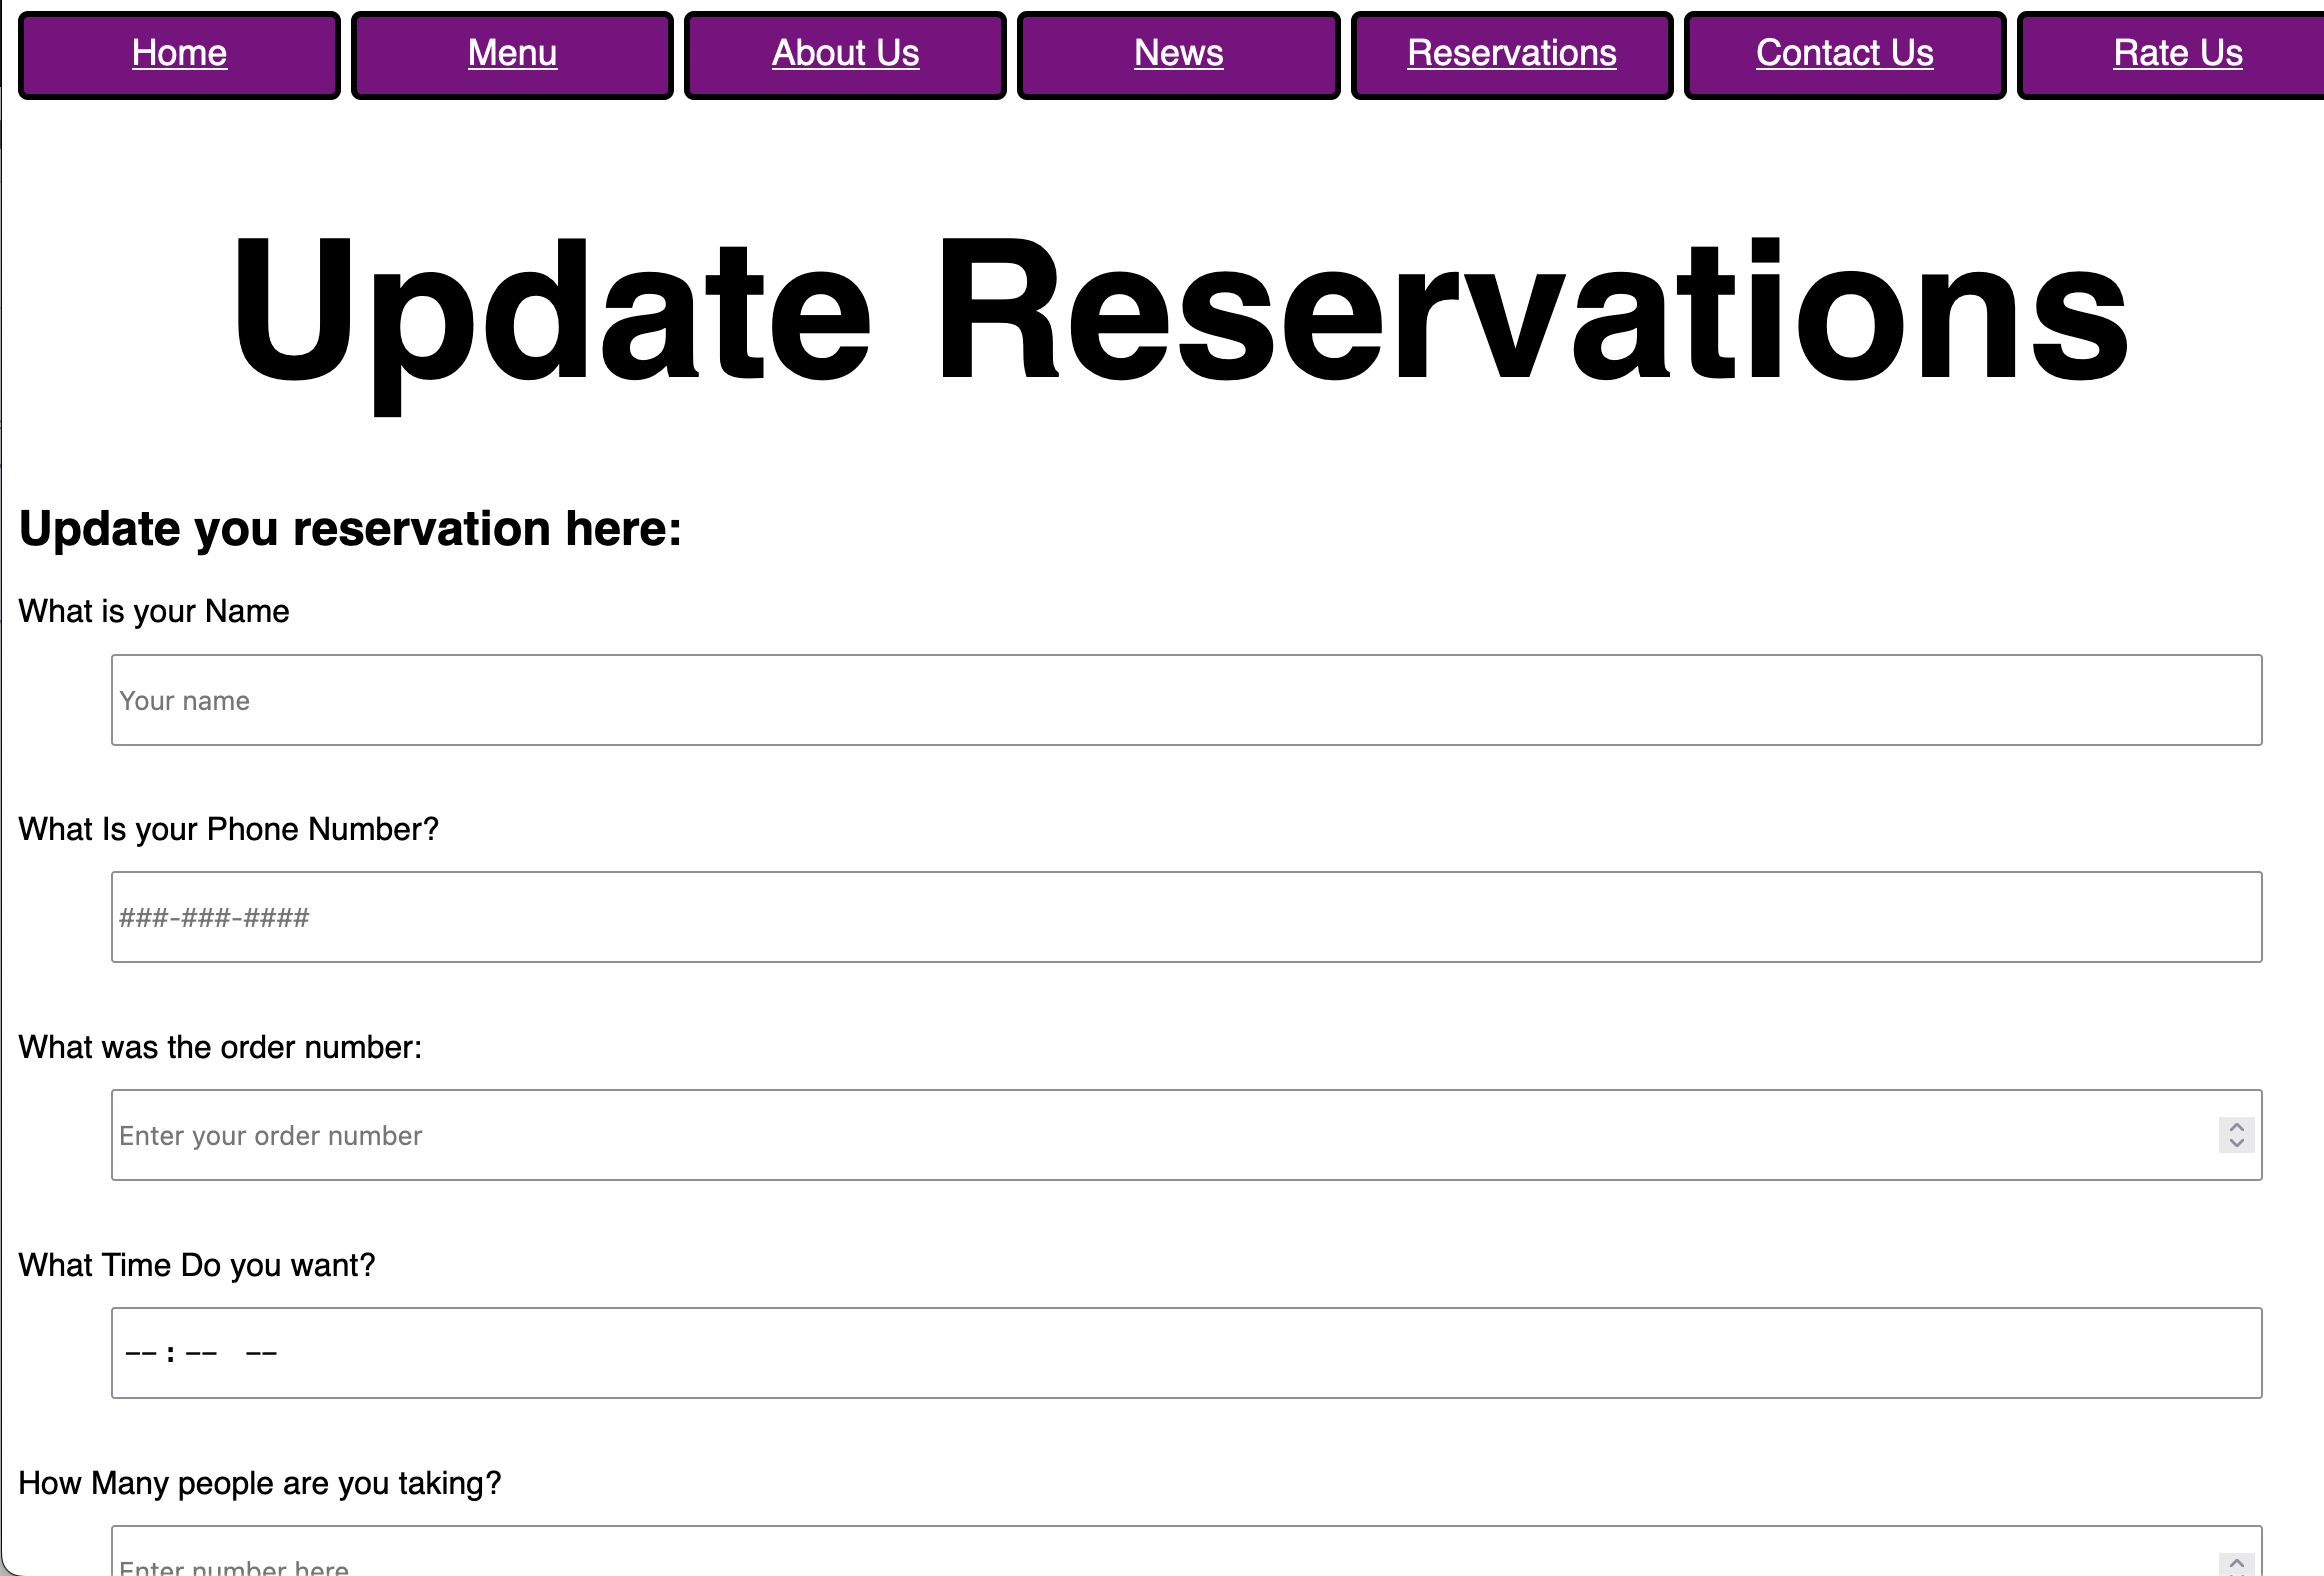 Home Menu About Us News Reservations Contact Us Rate Us
Update Reservations
Update you reservation here:
What is your Name
Your name
What Is your Phone Number?
###-###-####
What was the order number:
Enter your order number
What Time Do you want?
--:-- --
How Many people are you taking?
Enter number here